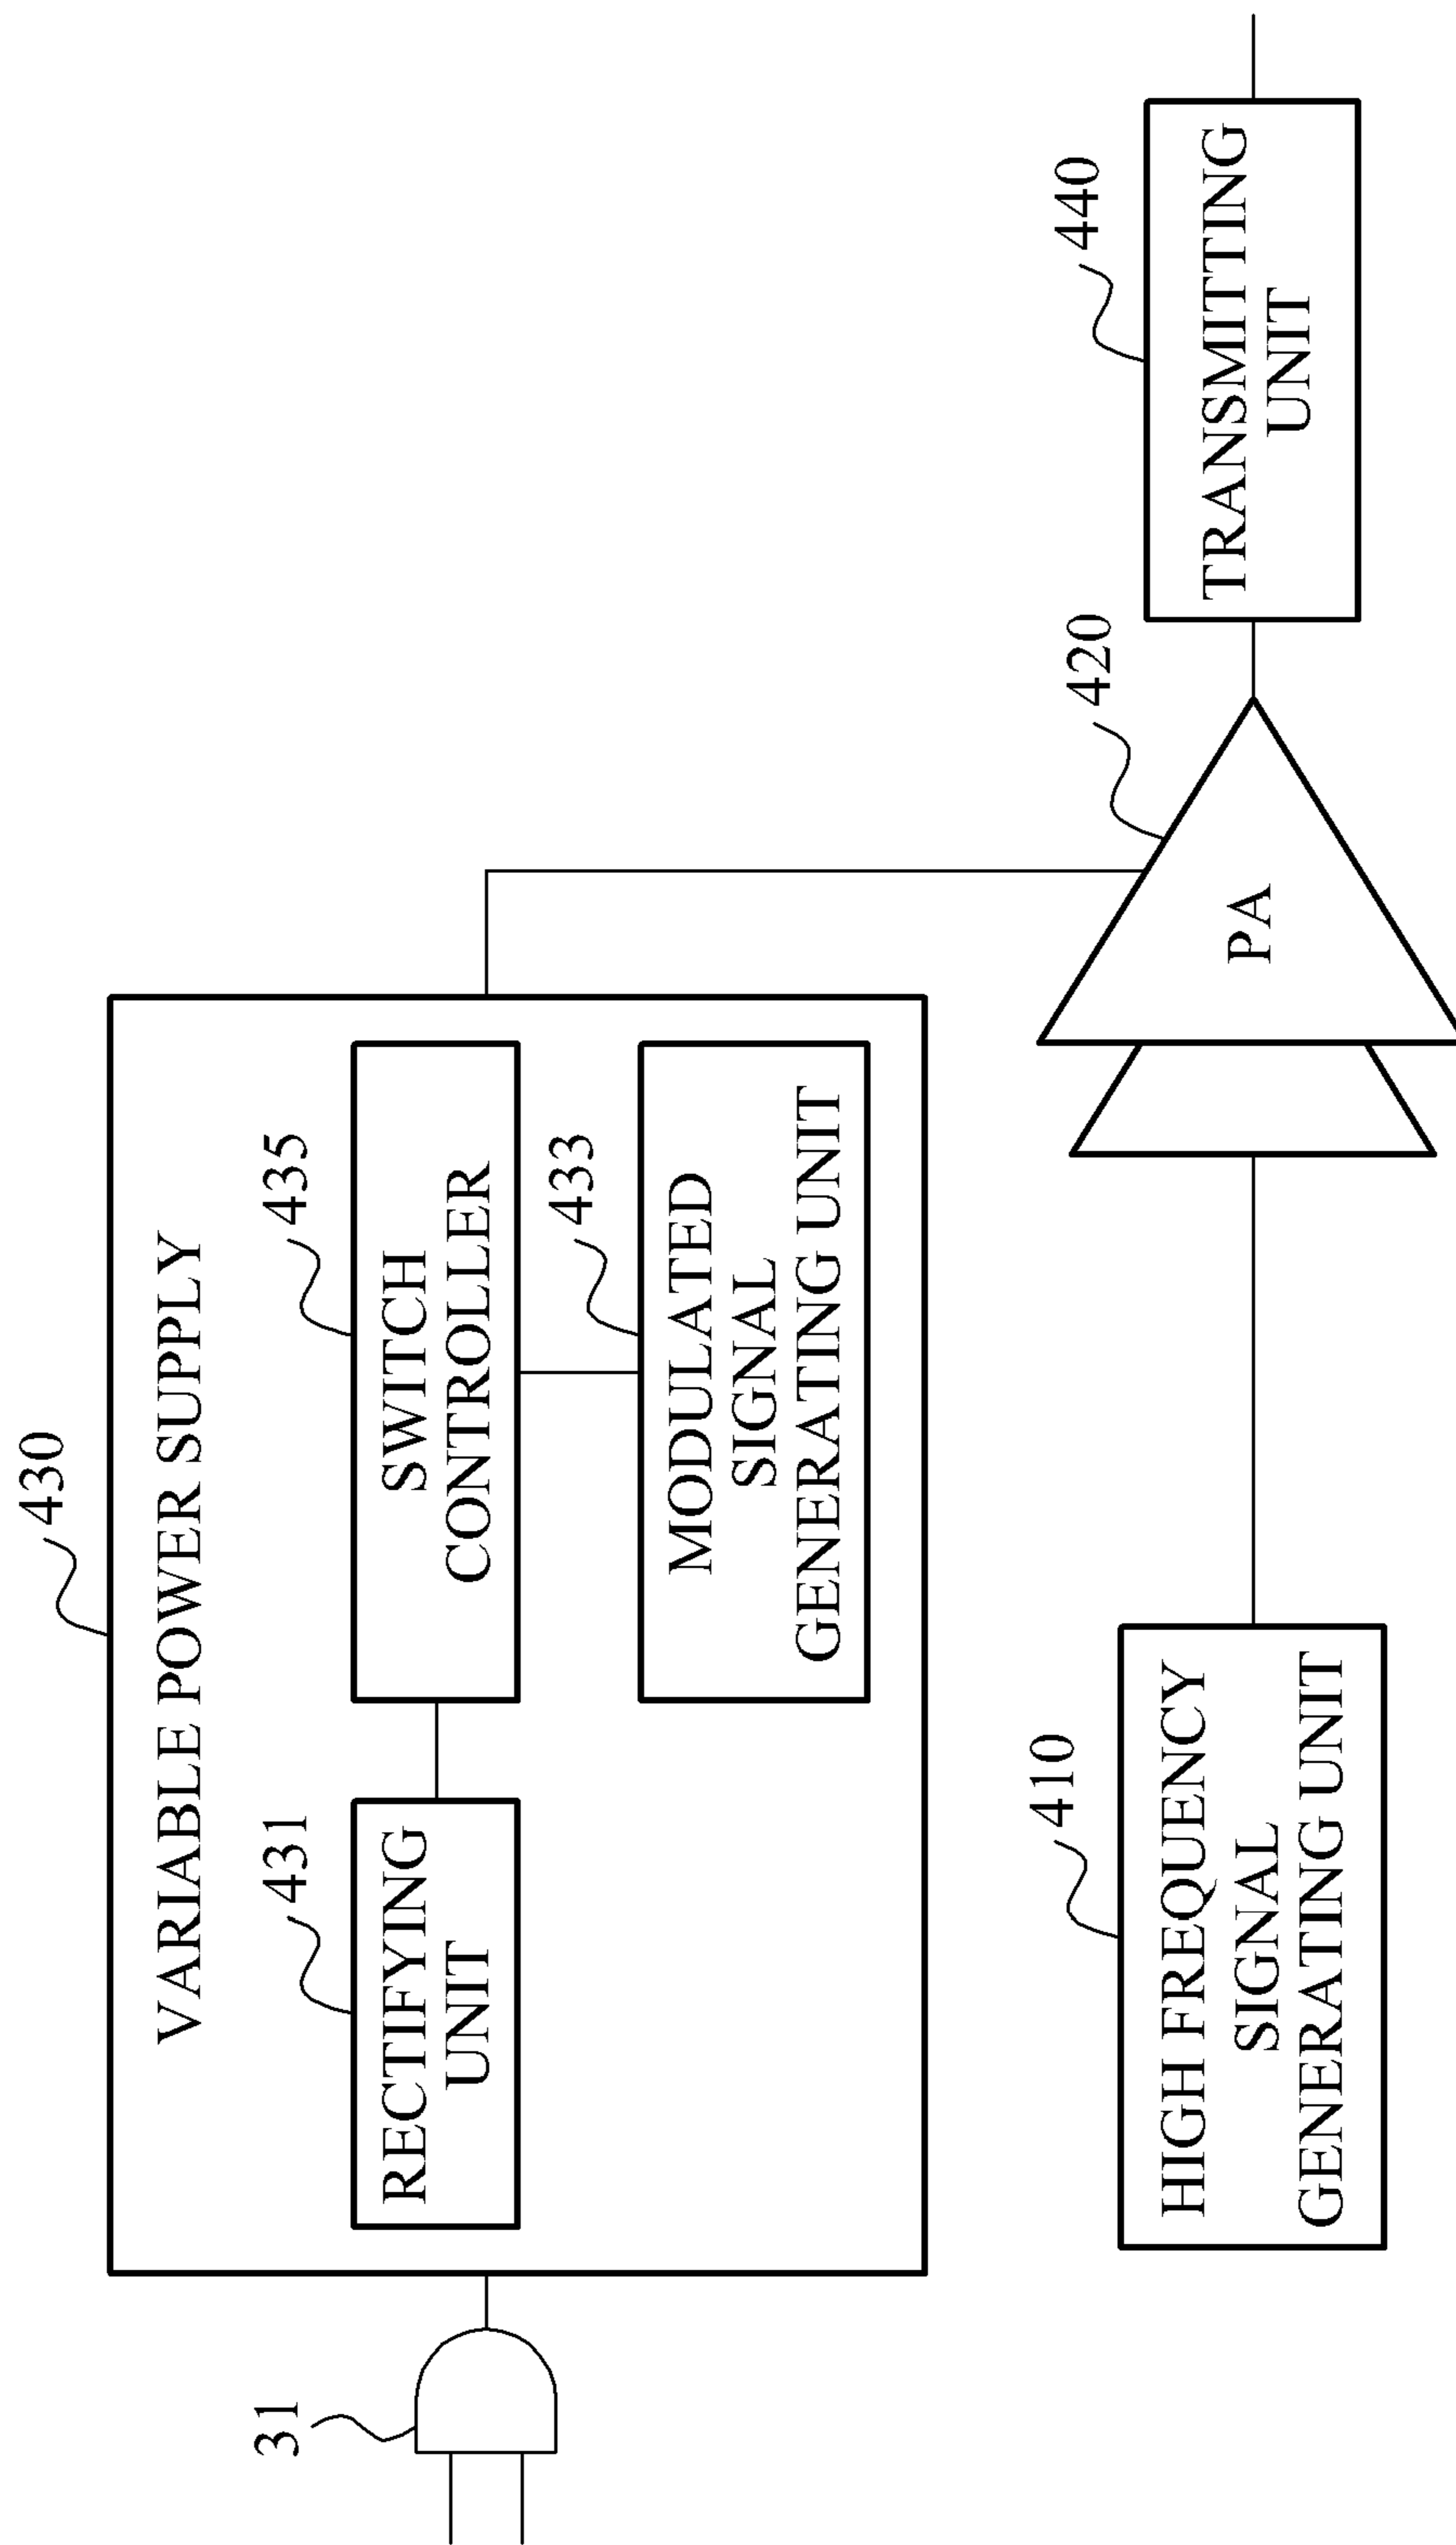 430
VARIABLE POWER SUPPLY
31
431
RECTIFYING
UNIT
435
SWITCH
CONTROLLER
433
MODULATED
SIGNAL
GENERATING UNIT
410
HIGH FREQUENCY
SIGNAL
GENERATING UNIT
420
PA
440
TRANSMITTING
UNIT